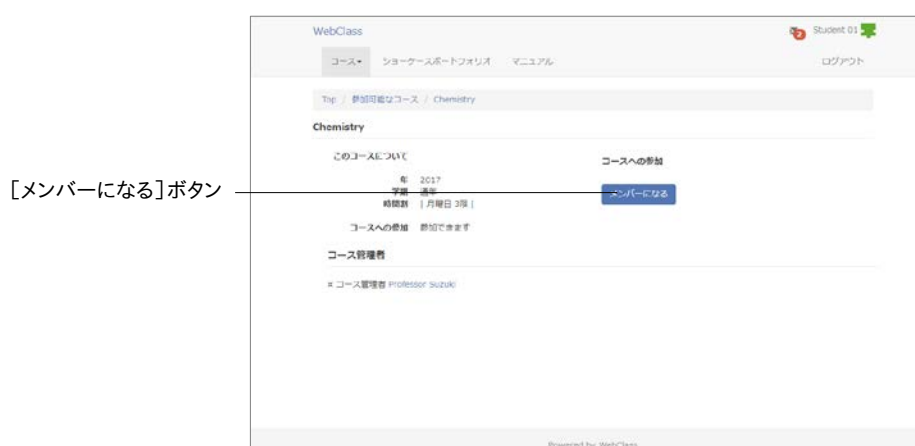 WebClass
2
Student 01
コース ショーケースポートフォリオ マニュアル ログアウト
Top / 参加可能なコース / Chemistry
Chemistry
このコースについて
コースへの参加
年 2017
学期 通年
[メンバーになる]ボタン
メンバーになる
時間割 | 月曜日 3限 |
コースへの参加 参加できます
コース管理者
コース管理者 Professor Suzuki
Powered by WebClass